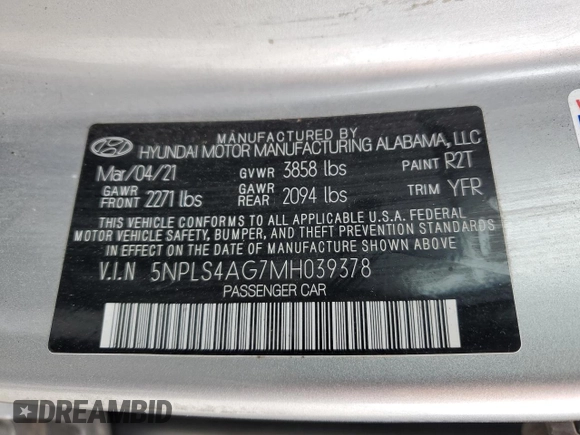 MANUFACTURED BY
HYUNDAI MOTOR MANUFACTURING ALABAMA, LLC
Mar/04/21 GVWR 3858 lbs PAINT R2T
GAWR FRONT 2271 lbs GAWR REAR 2094 lbs TRIM YFR
THIS VEHICLE CONFORMS TO ALL APPLICABLE U.S.A. FEDERAL
MOTOR VEHICLE SAFETY, BUMPER, AND THEFT PREVENTION STANDARDS
IN EFFECT ON THE DATE OF MANUFACTURE SHOWN ABOVE.
V.I.N 5NPLS4AG7MH039378
PASSENGER CAR
DREAMBID